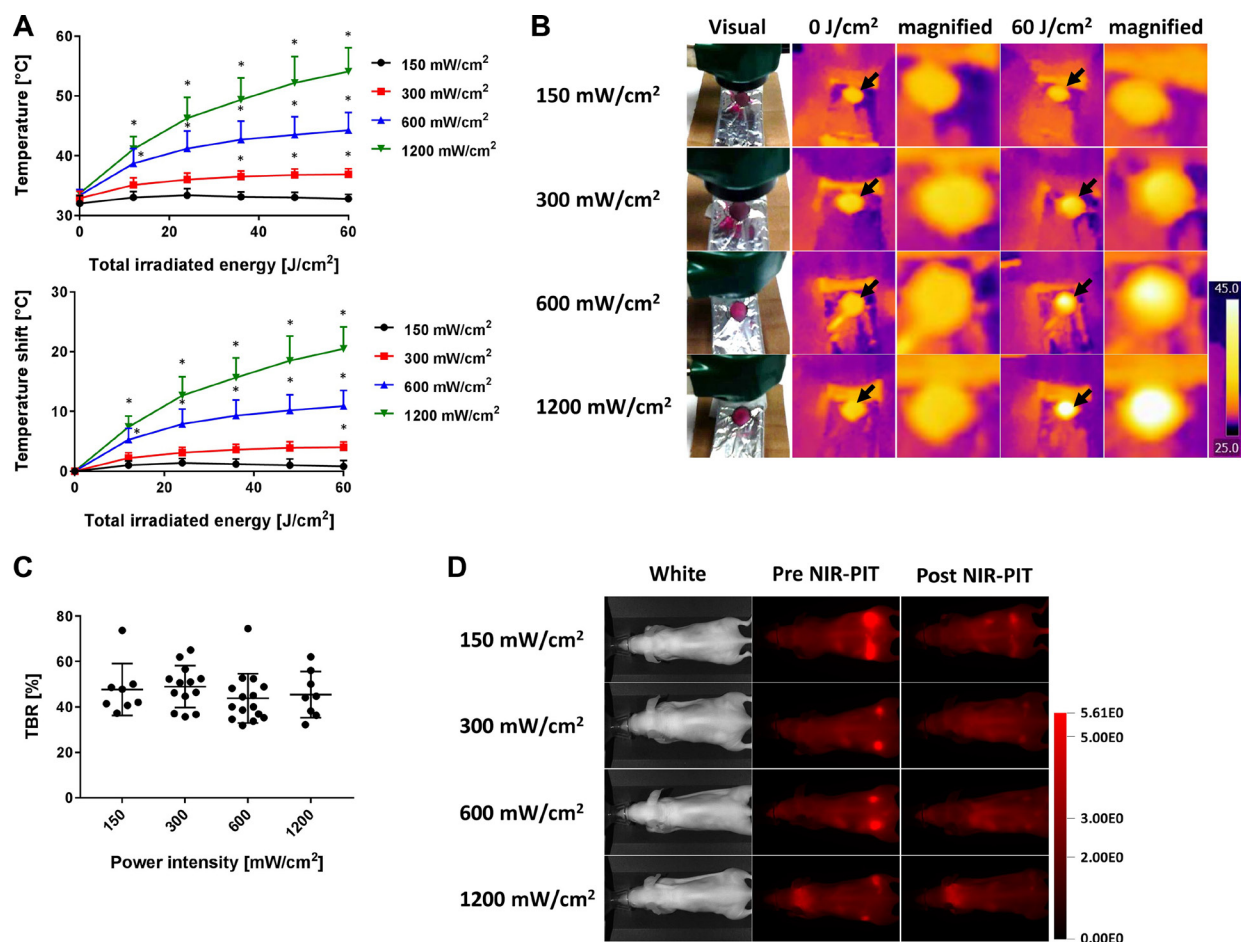 A
60
50
40
30
Temperature [°C]
0
20
40
60
Total irradiated energy [J/cm²]
150 mW/cm²
300 mW/cm²
600 mW/cm²
1200 mW/cm²
* * * * *
* * * * *
* * *
30
20
10
0
Temperature shift [°C]
0
20
40
60
Total irradiated energy [J/cm²]
150 mW/cm²
300 mW/cm²
600 mW/cm²
1200 mW/cm²
* * * * *
* * * * *
*
B
Visual 0 J/cm² magnified 60 J/cm² magnified
150 mW/cm²
300 mW/cm²
600 mW/cm²
1200 mW/cm²
45.0
25.0
C
80
60
40
20
0
TBR [%]
150
300
600
1200
Power intensity [mW/cm²]
D
White Pre NIR-PIT Post NIR-PIT
150 mW/cm²
300 mW/cm²
600 mW/cm²
1200 mW/cm²
5.61E0
5.00E0
3.00E0
2.00E0
0.00E0